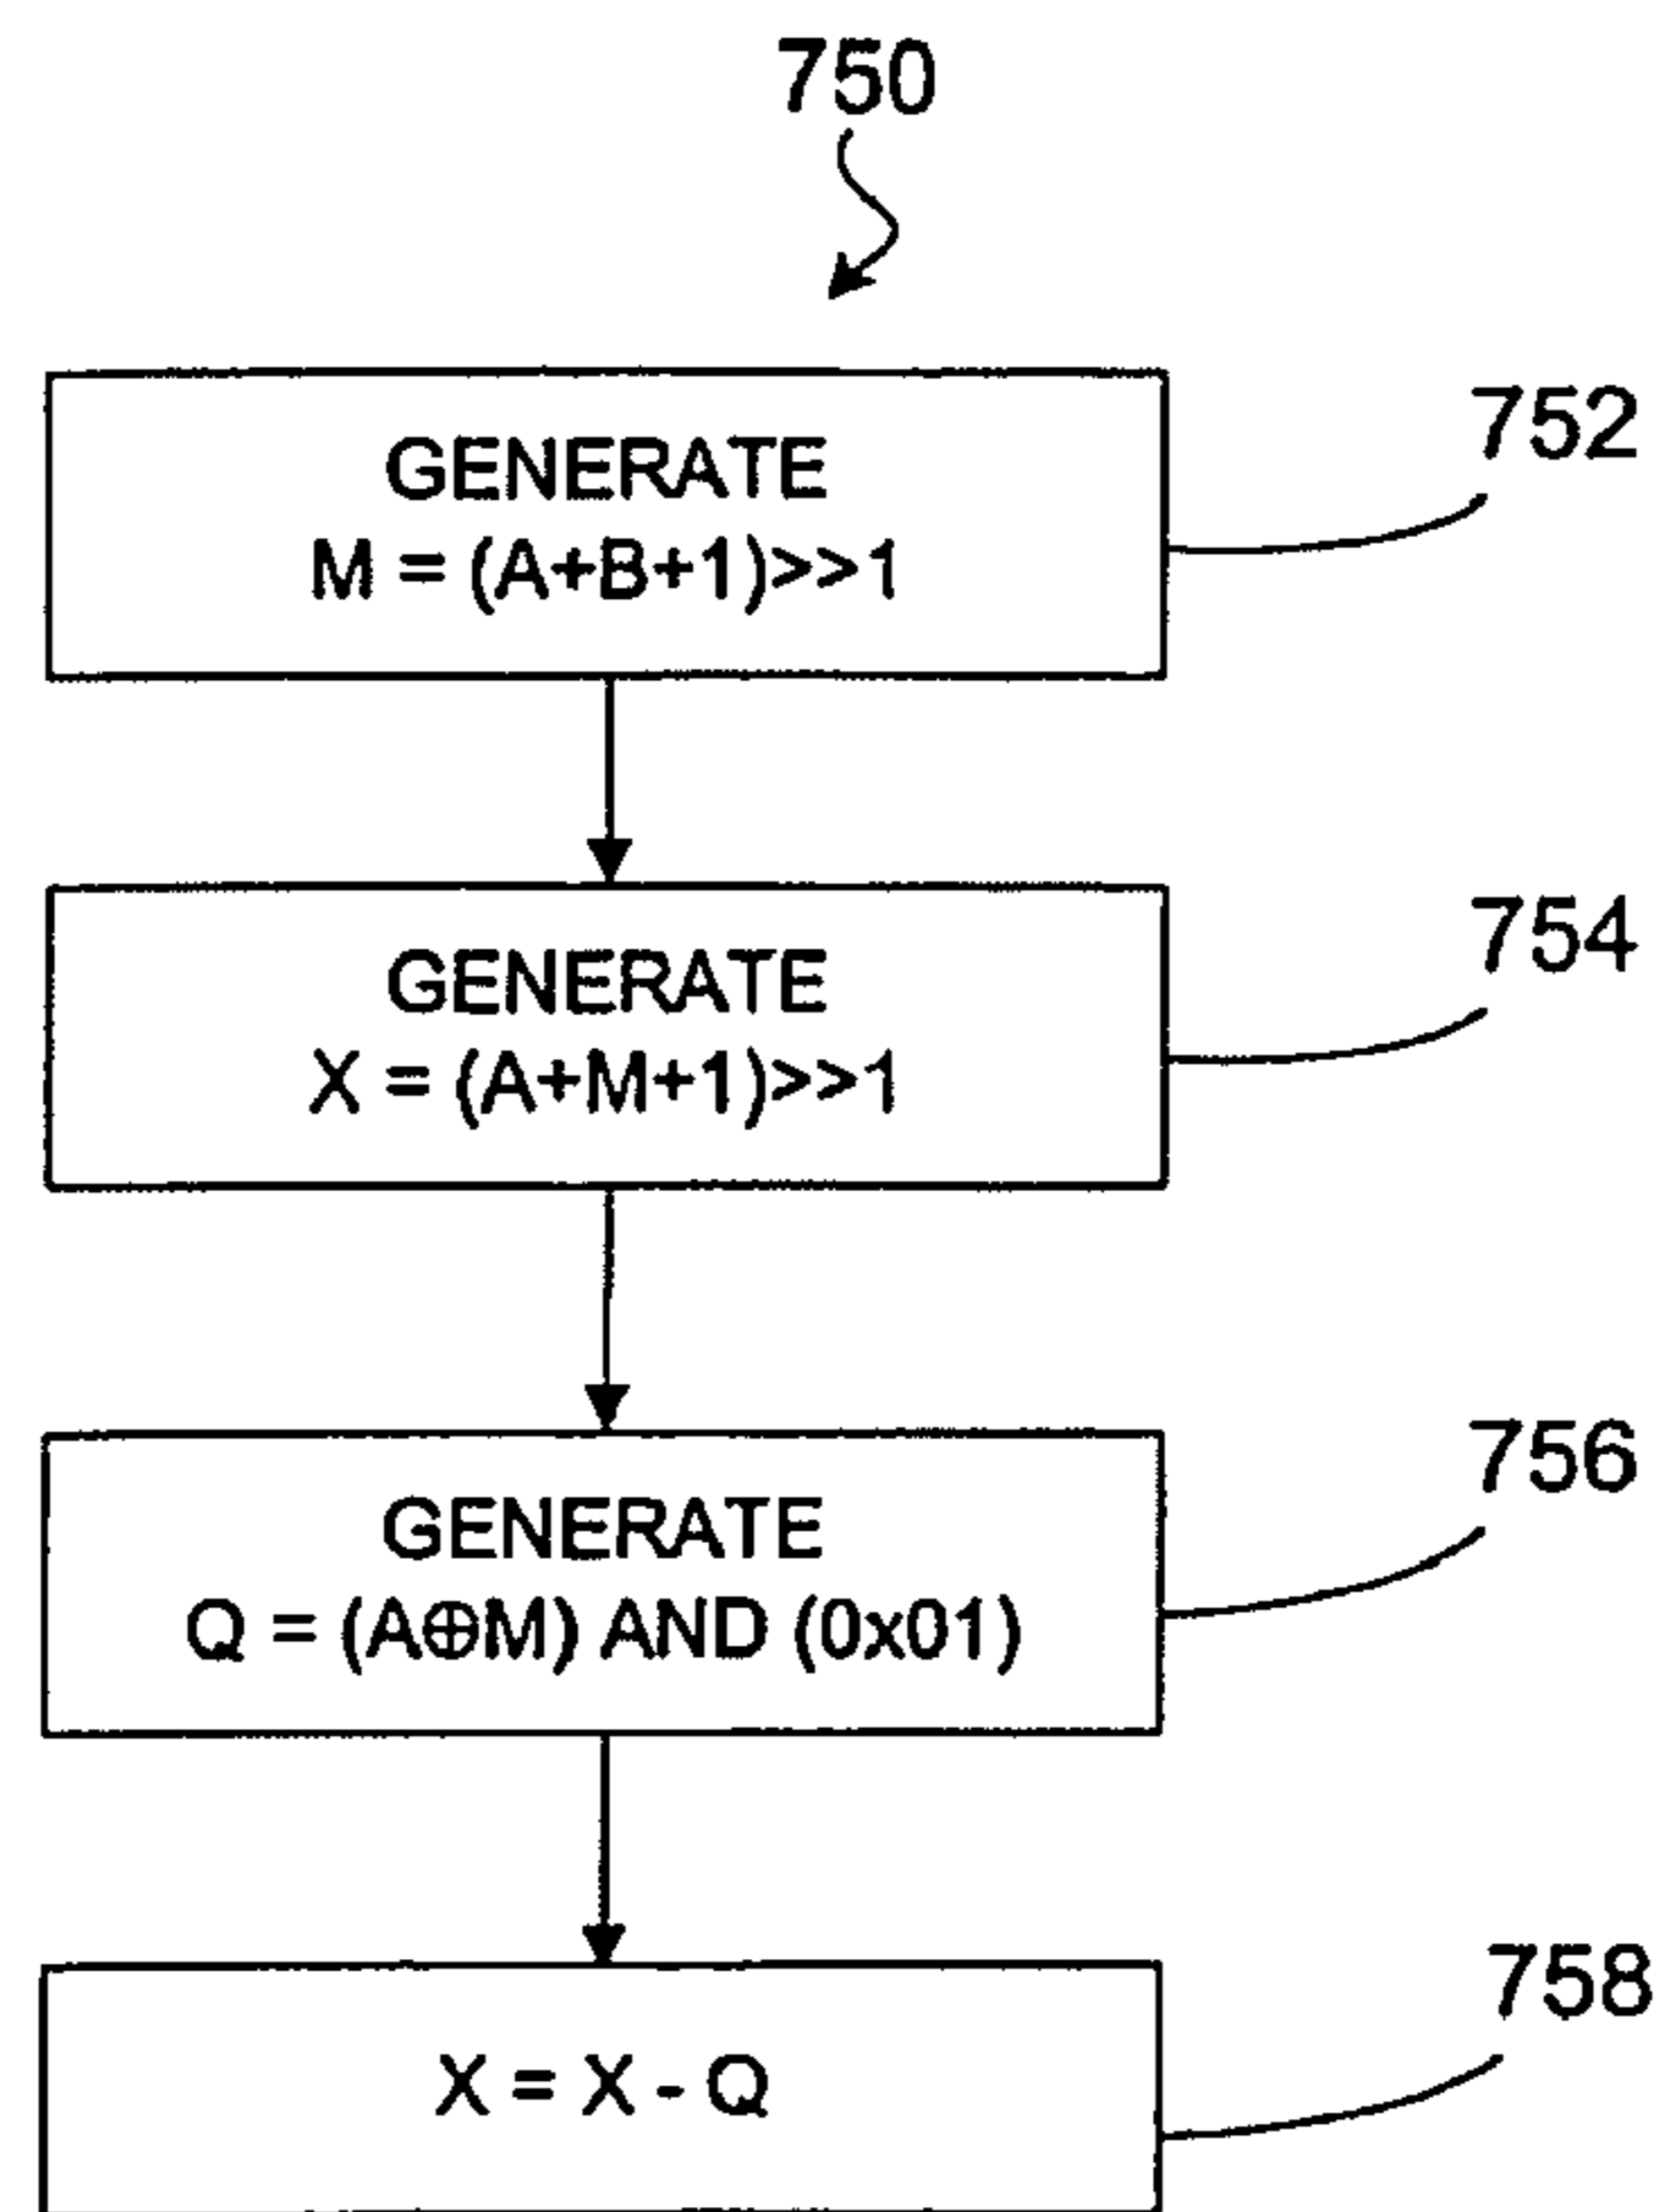 750
GENERATE
M = (A+B+1)>>1
752
GENERATE
X = (A+M+1)>>1
754
GENERATE
Q = (A⊕M) AND (0x01)
756
X = X - Q
758